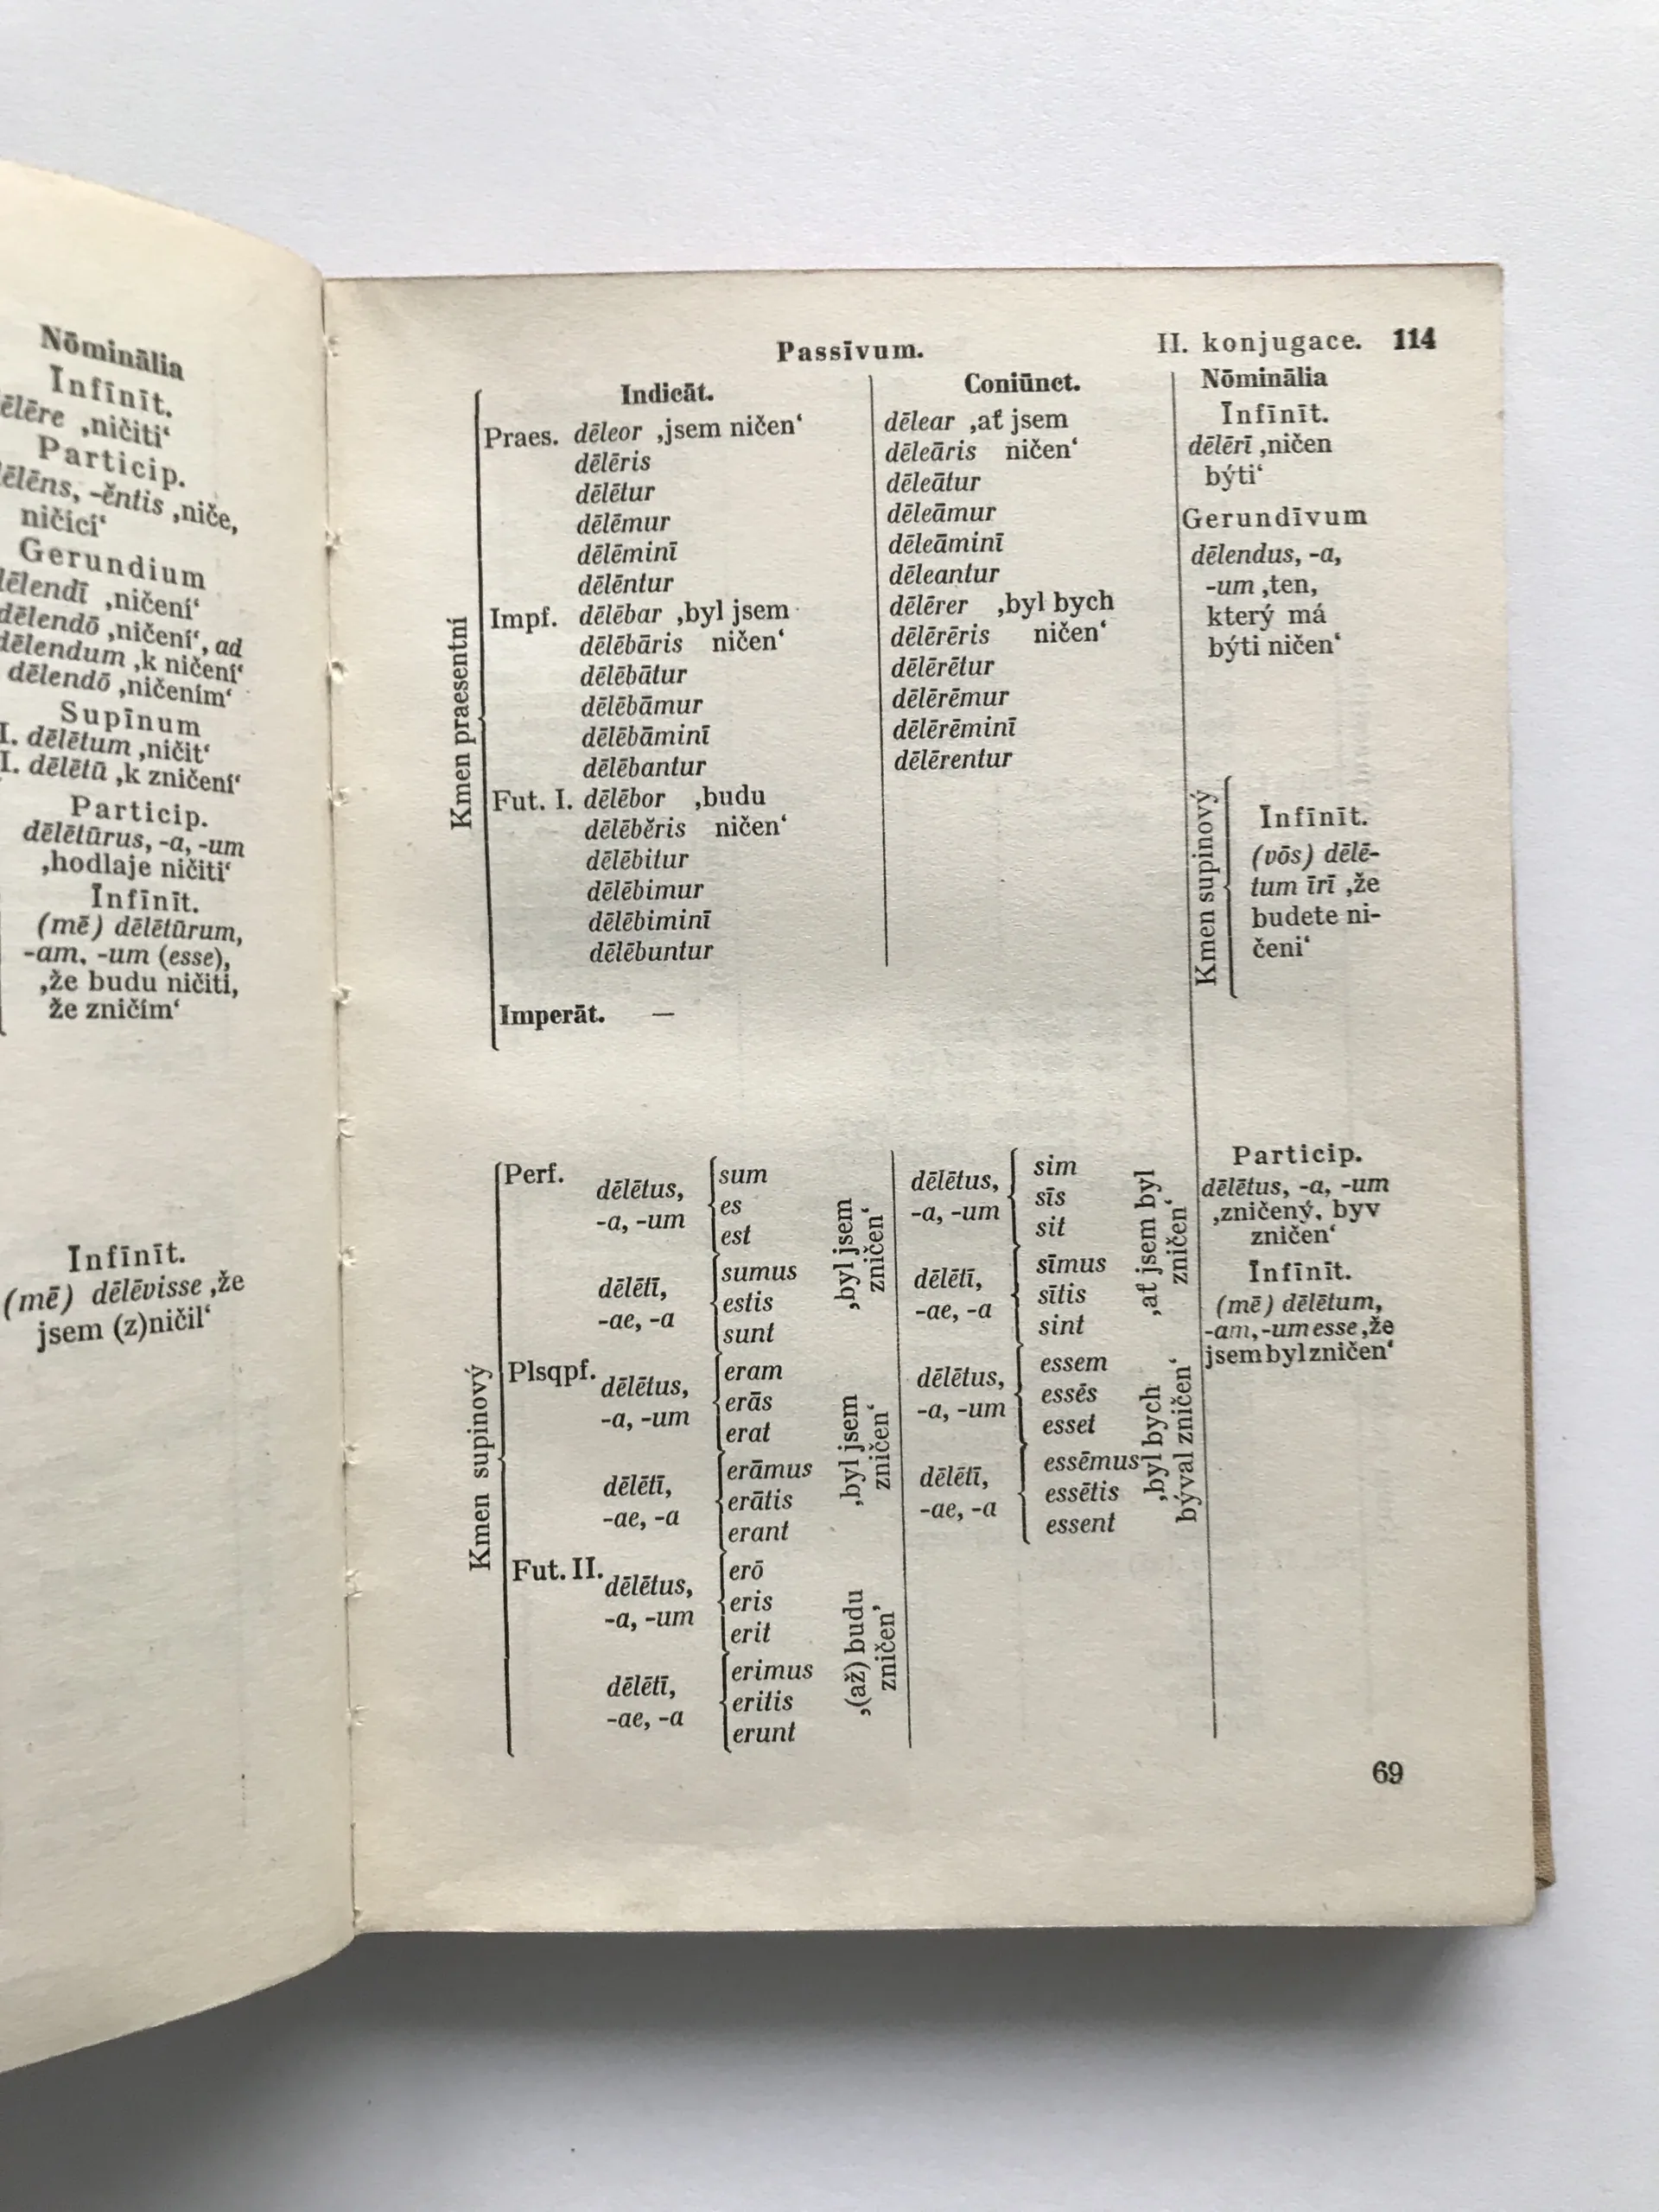 Nōminālia
Īnfīnīt.
‚ničiti‘
Particip.
-ĕntis ‚niče,
ničící‘
Gerundium
‚ničení‘
dēlendō ‚ničení‘, ad
dēlendum ‚k ničení‘
dēlendō ‚ničením‘
Supīnum
I. dēlētum ‚ničit‘
I. dēlētū ‚k zničení‘
Particip.
dēlētūrus, -a, -um
‚hodlaje ničiti‘
Īnfīnīt.
(mē) dēlētūrum,
-am, -um (esse),
‚že budu ničiti,
že zničím‘
Īnfīnīt.
(mē) dēlēvisse ‚že
jsem (z)ničil‘
Passīvum.
II. konjugace. 114
Kmen praesentní
Indicāt.
Praes. dēleor ‚jsem ničen‘
dēlēris
dēlētur
dēlēmur
dēlēminī
dēlēntur
Impf. dēlēbar ‚byl jsem
dēlēbāris ničen‘
dēlēbātur
dēlēbāmur
dēlēbāminī
dēlēbantur
Fut. I. dēlēbor ‚budu
dēlēbĕris ničen‘
dēlēbitur
dēlēbimur
dēlēbiminī
dēlēbuntur
Imperāt. —
Coniūnct.
dēlear ‚ať jsem
dēleāris ničen‘
dēleātur
dēleāmur
dēleāminī
dēleantur
dēlērer ‚byl bych
dēlērēris ničen‘
dēlērētur
dēlērēmur
dēlērēminī
dēlērentur
Nōminālia
Īnfīnīt.
dēlērī ‚ničen
býti‘
Gerundīvum
dēlendus, -a,
-um ‚ten,
který má
býti ničen‘
Kmen supinový
Īnfīnīt.
(vōs) dēlē-
tum īrī ‚že
budete ni-
čeni‘
Kmen supinový
Perf.
dēlētus,
-a, -um
sum
es
est
dēlētī,
-ae, -a
sumus
estis
sunt
‚byl jsem
zničen‘
Plsqpf.
dēlētus,
-a, -um
eram
erās
erat
dēlētī,
-ae, -a
erāmus
erātis
erant
‚byl jsem
zničen‘
Fut. II.
dēlētus,
-a, -um
erō
eris
erit
dēlētī,
-ae, -a
erimus
eritis
erunt
‚(až) budu
zničen’
dēlētus,
-a, -um
sim
sīs
sit
dēlētī,
-ae, -a
sīmus
sītis
sint
‚ať jsem byl
zničen‘
dēlētus,
-a, -um
essem
essēs
esset
dēlētī,
-ae, -a
essēmus
essētis
essent
‚byl bych
býval zničen‘
Particip.
dēlētus, -a, -um
‚zničený, byv
zničen‘
Īnfīnīt.
(mē) dēlētum,
-am, -um esse ‚že
jsem byl zničen‘
69